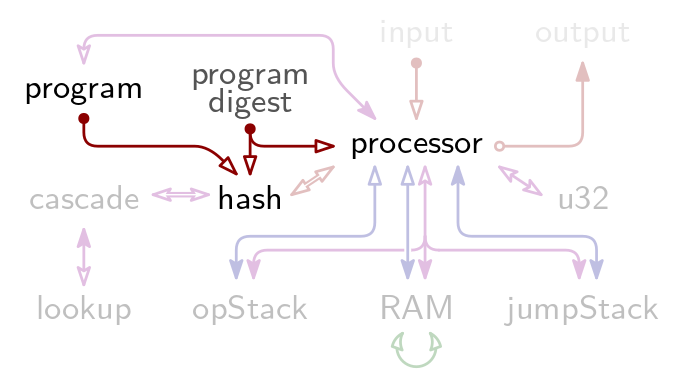 input output
program
program
digest
processor
cascade hash u32
lookup opStack RAM jumpStack